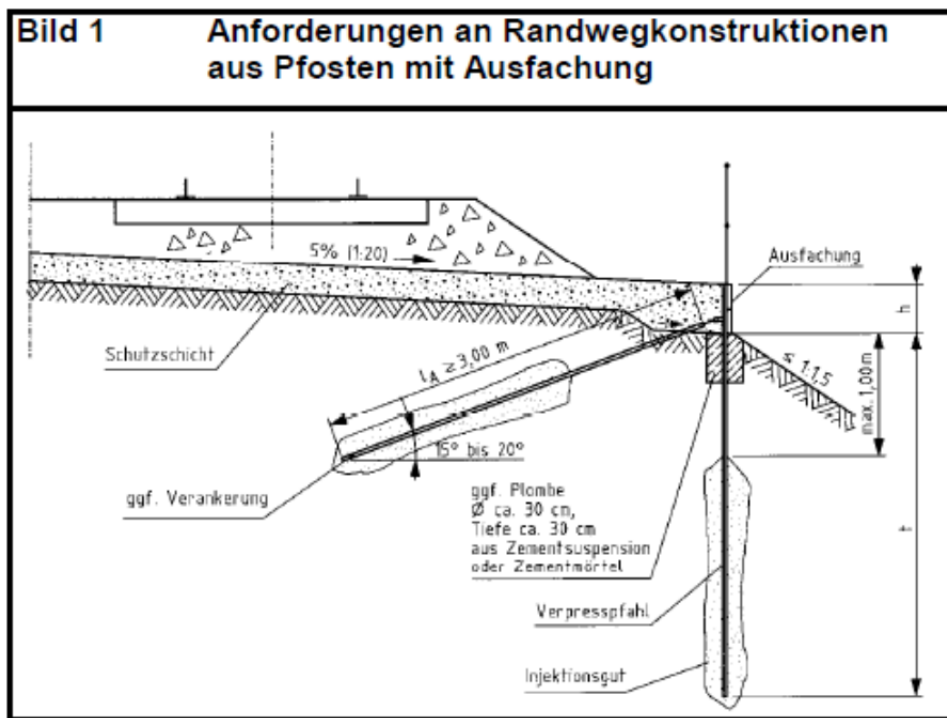 Bild 1 Anforderungen an Randwegkonstruktionen
aus Pfosten mit Ausfachung
5% (1:20)
Ausfachung
h
Schutzschicht
lA ≥ 3,00 m
≤ 1:1,5
max. 1,00m
15° bis 20°
ggf. Verankerung
ggf. Plombe
Ø ca. 30 cm,
Tiefe ca. 30 cm
aus Zementsuspension
oder Zementmörtel
t
Verpresspfahl
Injektionsgut